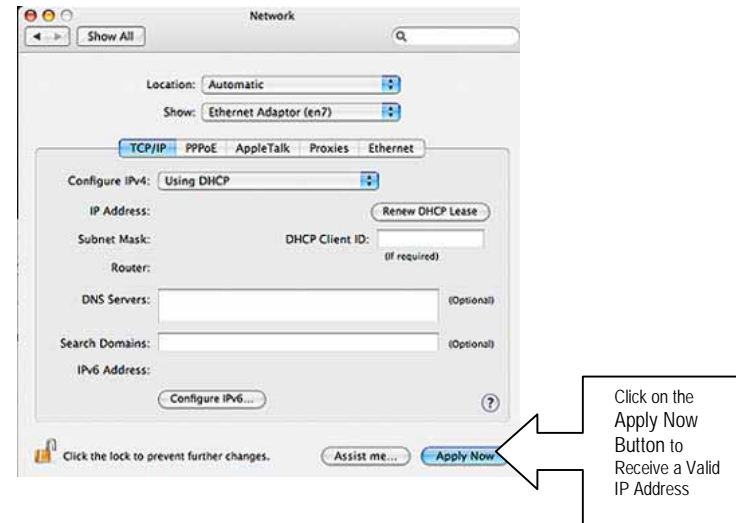 Network
Show All
Location: Automatic
Show: Ethernet Adaptor (en7)
TCP/IP PPPoE AppleTalk Proxies Ethernet
Configure IPv4: Using DHCP
IP Address: Renew DHCP Lease
Subnet Mask: DHCP Client ID:
(If required)
Router:
DNS Servers: (Optional)
Search Domains: (Optional)
IPv6 Address:
Configure IPv6... ?
Click the lock to prevent further changes. Assist me... Apply Now
Click on the
Apply Now
Button to
Receive a Valid
IP Address